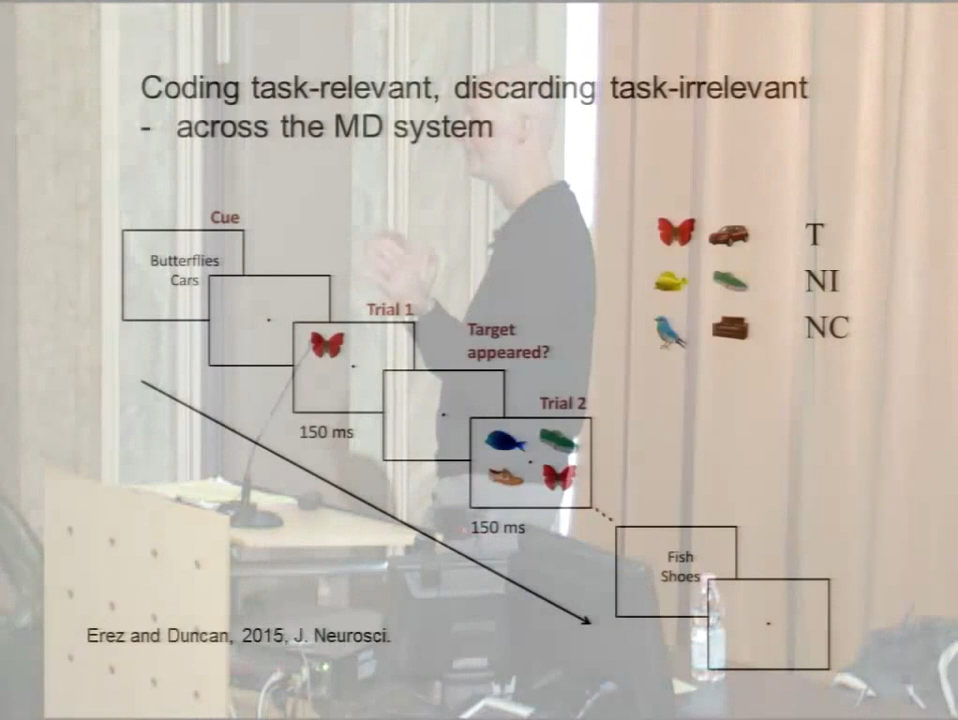 Coding task-relevant, discarding task-irrelevant
- across the MD system
Cue
Butterflies
Cars
Trial 1
150 ms
Target
appeared?
Trial 2
150 ms
Fish
Shoes
T
NI
NC
Erez and Duncan, 2015, J. Neurosci.